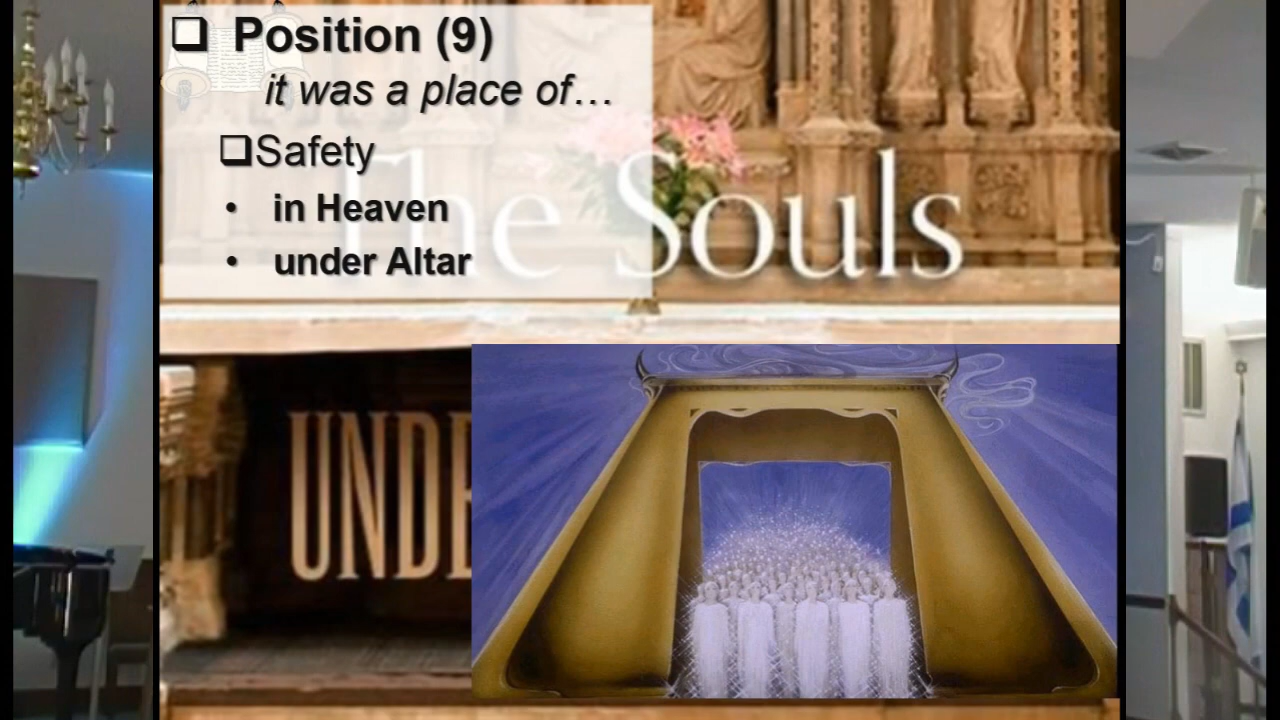 ❑ Position (9)
it was a place of…
❑Safety
• in Heaven
• under Altar
The Souls
UNDE